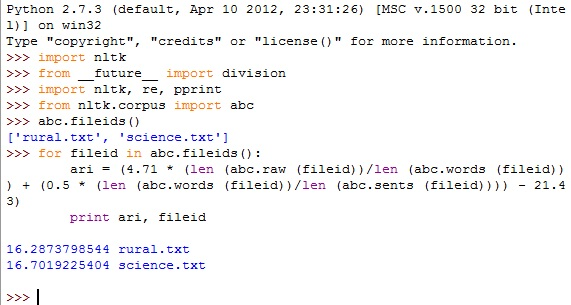 Python 2.7.3 (default, Apr 10 2012, 23:31:26) [MSC v.1500 32 bit (Inte
l)] on win32
Type "copyright", "credits" or "license()" for more information.
>>> import nltk
>>> from __future__ import division
>>> import nltk, re, pprint
>>> from nltk.corpus import abc
>>> abc.fileids()
['rural.txt', 'science.txt']
>>> for fileid in abc.fileids():
        ari = (4.71 * (len (abc.raw (fileid))/len (abc.words (fileid))
) + (0.5 * (len (abc.words (fileid))/len (abc.sents (fileid)))) - 21.4
3)
        print ari, fileid

16.2873798544 rural.txt
16.7019225404 science.txt

>>>